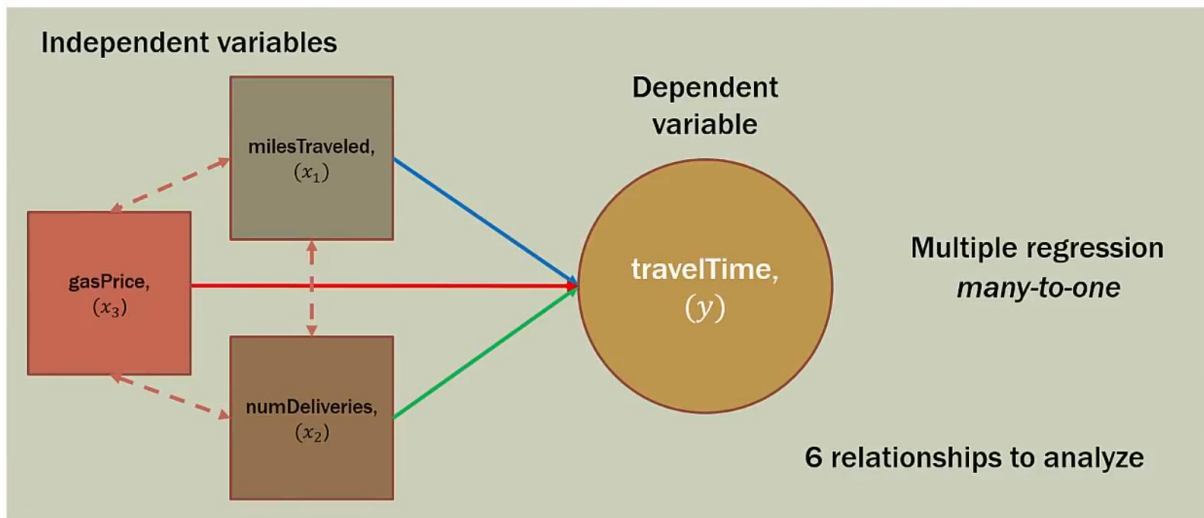 Independent variables
milesTraveled,
(x₁)
gasPrice,
(x₃)
numDeliveries,
(x₂)
Dependent
variable
travelTime,
(y)
Multiple regression
many-to-one
6 relationships to analyze